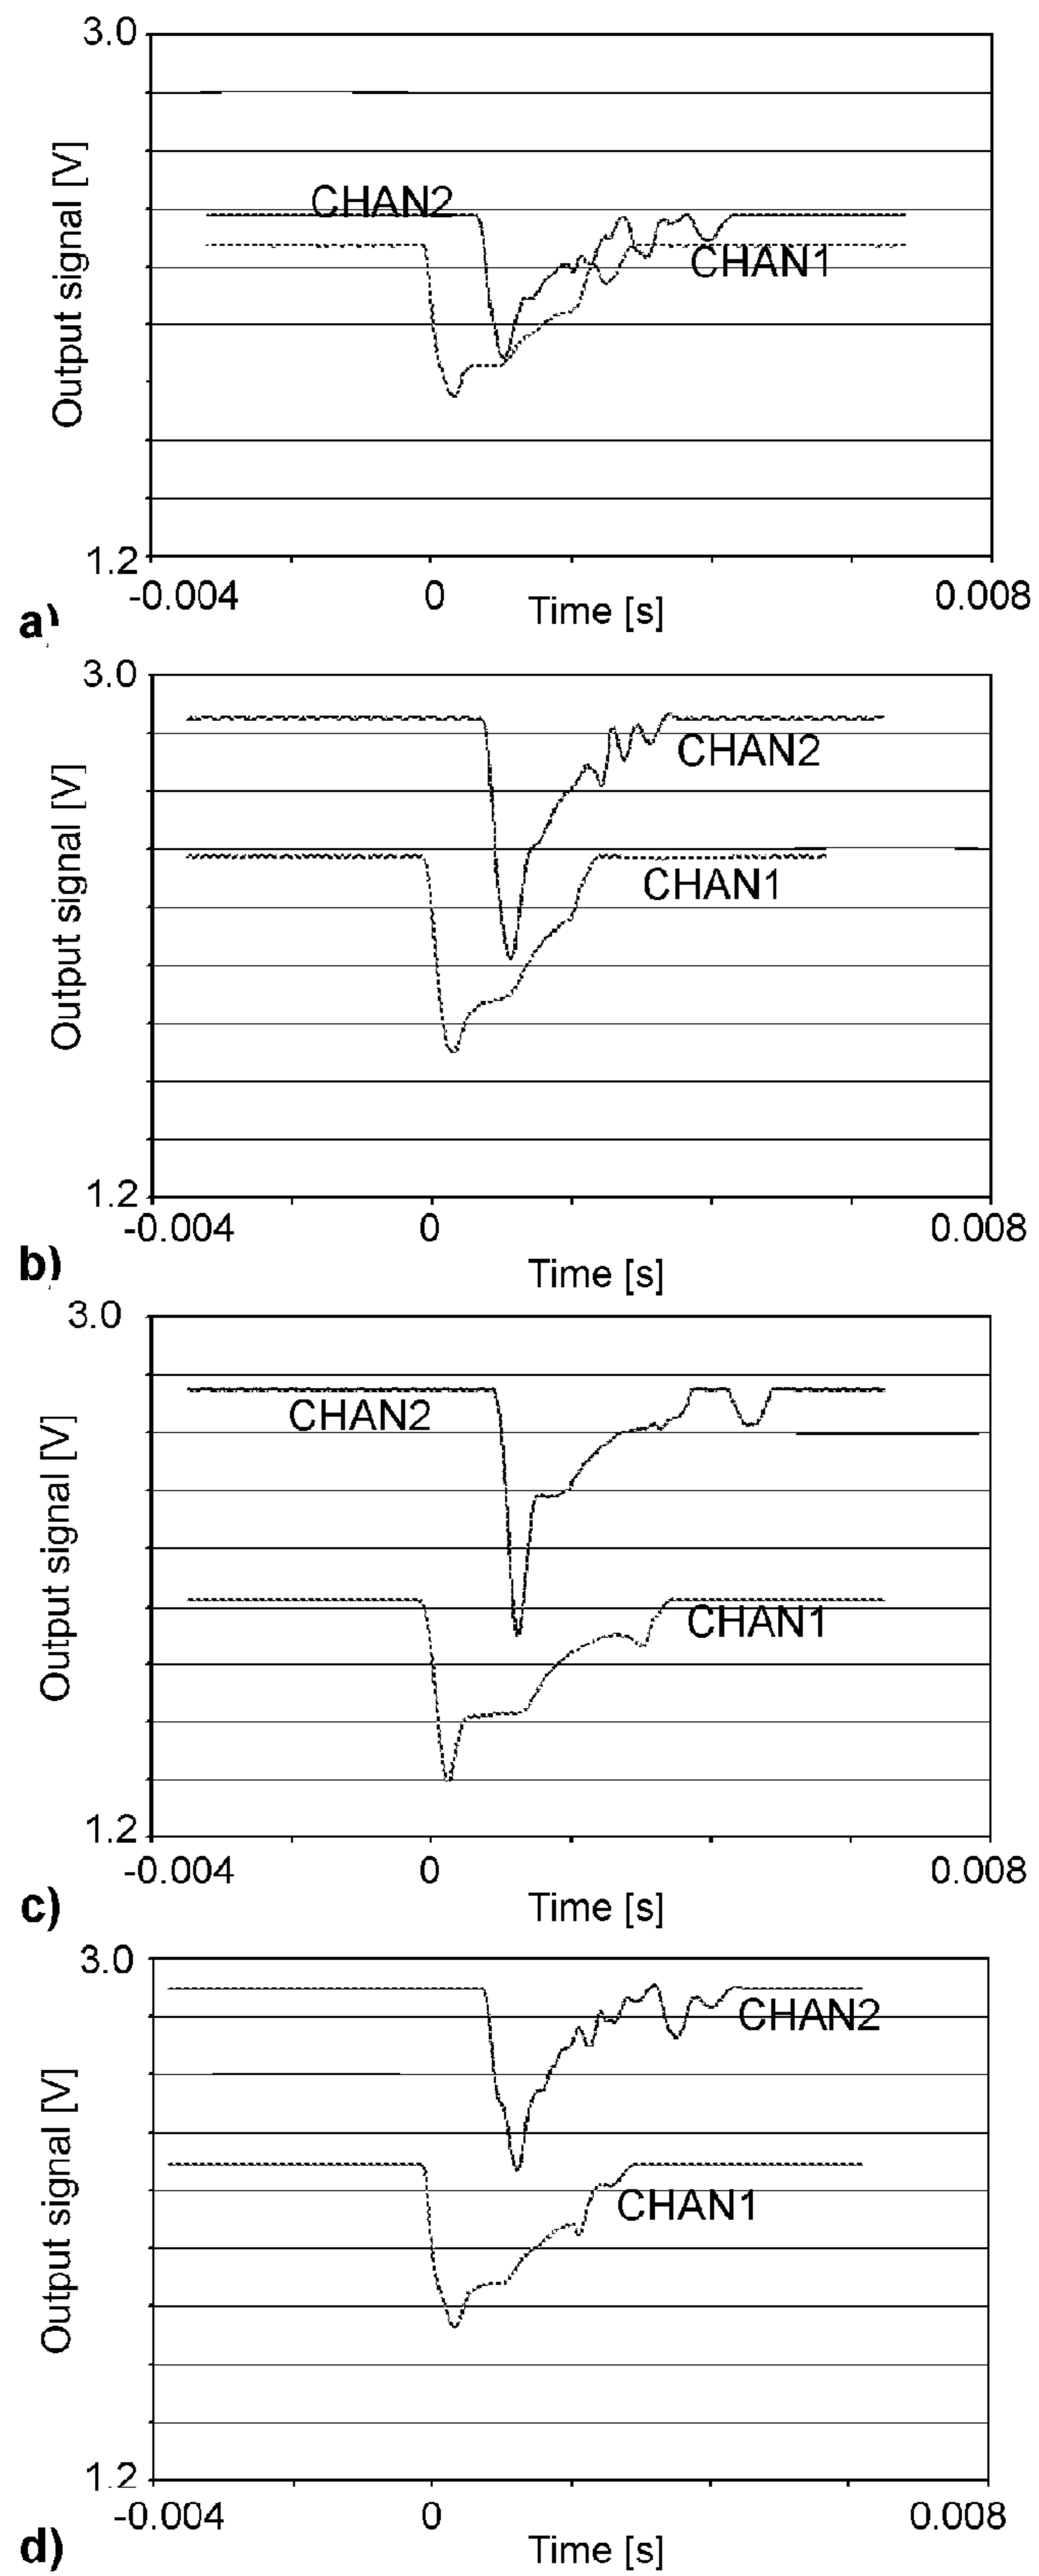 3.0
Output signal [V]
CHAN2
CHAN1
1.2
-0.004 0 0.008
Time [s]
a)
3.0
Output signal [V]
CHAN2
CHAN1
1.2
-0.004 0 0.008
Time [s]
b)
3.0
Output signal [V]
CHAN2
CHAN1
1.2
-0.004 0 0.008
Time [s]
c)
3.0
Output signal [V]
CHAN2
CHAN1
1.2
-0.004 0 0.008
Time [s]
d)